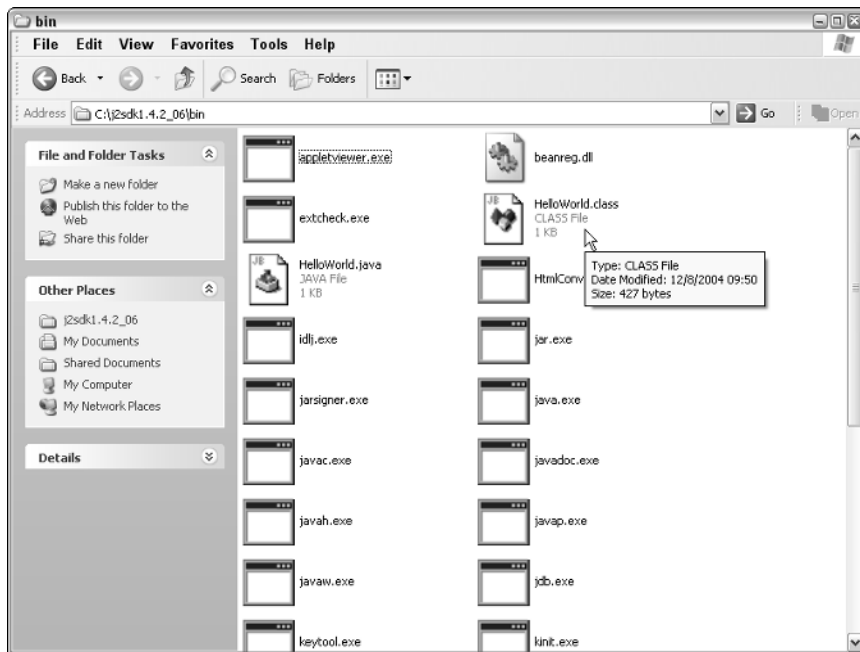 bin
File Edit View Favorites Tools Help
Back Search Folders
Address C:\j2sdk1.4.2_06\bin Go Open
File and Folder Tasks
Make a new folder
Publish this folder to the
Web
Share this folder
Other Places
j2sdk1.4.2_06
My Documents
Shared Documents
My Computer
My Network Places
Details
appletviewer.exe
beanreg.dll
extcheck.exe
JB
HelloWorld.class
CLASS File
1 KB
JB
HelloWorld.java
JAVA File
1 KB
HtmlConv
Type: CLASS File
Date Modified: 12/8/2004 09:50
Size: 427 bytes
idlj.exe
jar.exe
jarsigner.exe
java.exe
javac.exe
javadoc.exe
javah.exe
javap.exe
javaw.exe
jdb.exe
keytool.exe
kinit.exe